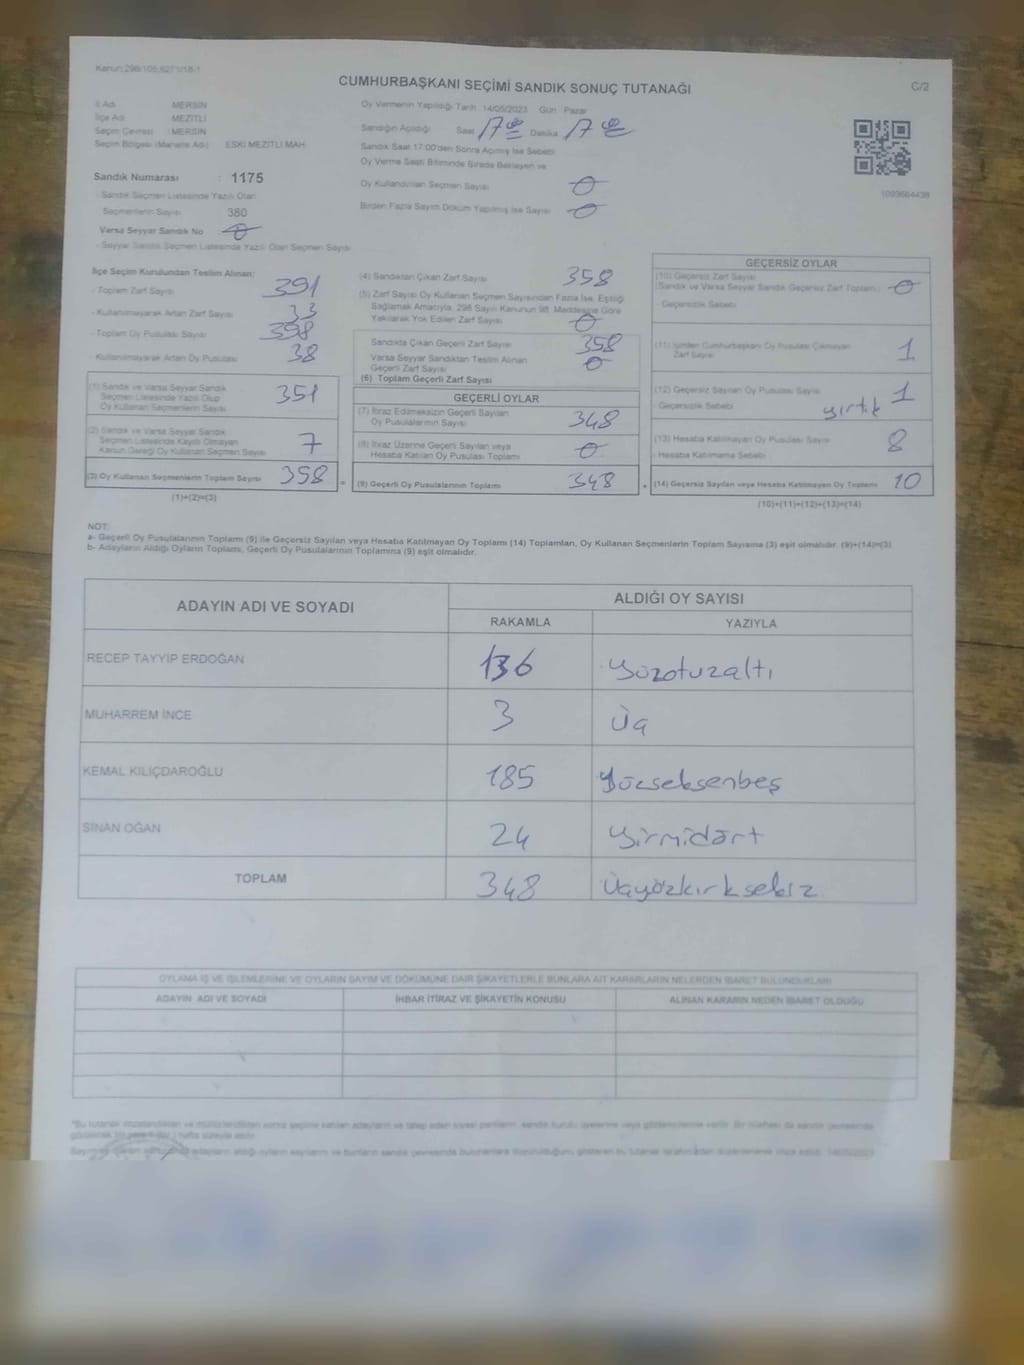 Kanun:298/105;6271/18-1
CUMHURBAŞKANI SEÇİMİ SANDIK SONUÇ TUTANAĞI
C/2
İl Adı : MERSİN
İlçe Adı : MEZİTLİ
Seçim Çevresi : MERSİN
Seçim Bölgesi (Mahalle Adı) : ESKİ MEZİTLİ MAH.
Sandık Numarası : 1175
- Sandık Seçmen Listesinde Yazılı Olan
Seçmenlerin Sayısı 380
Varsa Seyyar Sandık No 0
- Seyyar Sandık Seçmen Listesinde Yazılı Olan Seçmen Sayısı
Oy Vermenin Yapıldığı Tarih 14/05/2023 Gün : Pazar
Sandığın Açıldığı Saat 17 Dakika 17
Sandık Saat 17:00'den Sonra Açılmış İse Sebebi
Oy Verme Saati Bitiminde Sırada Bekleyen ve
Oy Kullandırılan Seçmen Sayısı 0
Birden Fazla Sayım Döküm Yapılmış İse Sayısı 0
1093664438
İlçe Seçim Kurulundan Teslim Alınan;
- Toplam Zarf Sayısı 391
- Kullanılmayarak Artan Zarf Sayısı 33
- Toplam Oy Pusulası Sayısı 398
- Kullanılmayarak Artan Oy Pusulası 38
(1) Sandık ve Varsa Seyyar Sandık
Seçmen Listesinde Yazılı Olup
Oy Kullanan Seçmenlerin Sayısı 351
(2) Sandık ve Varsa Seyyar Sandık
Seçmen Listesinde Kayıtlı Olmayan
Kanun Gereği Oy Kullanan Seçmen Sayısı 7
(3) Oy Kullanan Seçmenlerin Toplam Sayısı 358
(1)+(2)=(3)
(4) Sandıktan Çıkan Zarf Sayısı 358
(5) Zarf Sayısı Oy Kullanan Seçmen Sayısından Fazla İse, Eşitliği
Sağlamak Amacıyla, 298 Sayılı Kanunun 98. Maddesine Göre
Yakılarak Yok Edilen Zarf Sayısı 0
Sandıkta Çıkan Geçerli Zarf Sayısı 358
Varsa Seyyar Sandıktan Teslim Alınan
Geçerli Zarf Sayısı 0
(6) Toplam Geçerli Zarf Sayısı
GEÇERLİ OYLAR
(7) İtiraz Edilmeksizin Geçerli Sayılan
Oy Pusulalarının Sayısı 348
(8) İtiraz Üzerine Geçerli Sayılan veya
Hesaba Katılan Oy Pusulası Toplamı 0
= (9) Geçerli Oy Pusulalarının Toplamı 348
GEÇERSİZ OYLAR
(10) Geçersiz Zarf Sayısı
(Sandık ve Varsa Seyyar Sandık Geçersiz Zarf Toplamı) 0
- Geçersizlik Sebebi
(11) İçinden Cumhurbaşkanı Oy Pusulası Çıkmayan
Zarf Sayısı 1
(12) Geçersiz Sayılan Oy Pusulası Sayısı 1
- Geçersizlik Sebebi yırtık
(13) Hesaba Katılmayan Oy Pusulası Sayısı 8
- Hesaba Katılmama Sebebi
+ (14) Geçersiz Sayılan veya Hesaba Katılmayan Oy Toplamı 10
(10)+(11)+(12)+(13)=(14)
NOT:
a- Geçerli Oy Pusulalarının Toplamı (9) ile Geçersiz Sayılan veya Hesaba Katılmayan Oy Toplamı (14) Toplamları, Oy Kullanan Seçmenlerin Toplam Sayısına (3) eşit olmalıdır. (9)+(14)=(3)
b- Adayların Aldığı Oyların Toplamı, Geçerli Oy Pusulalarının Toplamına (9) eşit olmalıdır.
ADAYIN ADI VE SOYADI
ALDIĞI OY SAYISI
RAKAMLA YAZIYLA
RECEP TAYYİP ERDOĞAN 136 yüzotuzaltı
MUHARREM İNCE 3 üç
KEMAL KILIÇDAROĞLU 185 yüzseksenbeş
SİNAN OĞAN 24 yirmidört
TOPLAM 348 üçyüzkırksekiz
OYLAMA İŞ VE İŞLEMLERİNE VE OYLARIN SAYIM VE DÖKÜMÜNE DAİR ŞİKAYETLERLE BUNLARA AİT KARARLARIN NELERDEN İBARET BULUNDUKLARI
ADAYIN ADI VE SOYADI İHBAR İTİRAZ VE ŞİKAYETİN KONUSU ALINAN KARARIN NEDEN İBARET OLDUĞU